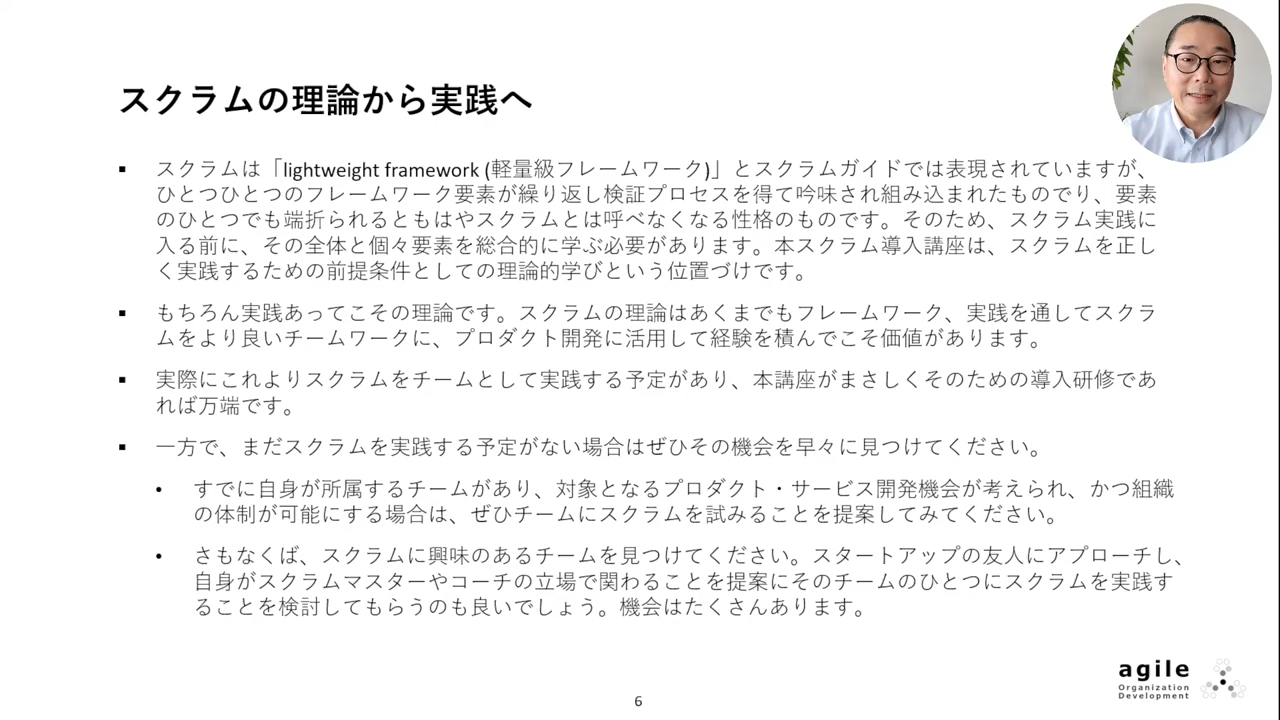 スクラムの理論から実践へ
▪ スクラムは「lightweight framework (軽量級フレームワーク)」とスクラムガイドでは表現されていますが、
ひとつひとつのフレームワーク要素が繰り返し検証プロセスを得て吟味され組み込まれたものでり、要素
のひとつでも端折られるともはやスクラムとは呼べなくなる性格のものです。そのため、スクラム実践に
入る前に、その全体と個々要素を総合的に学ぶ必要があります。本スクラム導入講座は、スクラムを正し
く実践するための前提条件としての理論的学びという位置づけです。
▪ もちろん実践あってこその理論です。スクラムの理論はあくまでもフレームワーク、実践を通してスクラ
ムをより良いチームワークに、プロダクト開発に活用して経験を積んでこそ価値があります。
▪ 実際にこれよりスクラムをチームとして実践する予定があり、本講座がまさしくそのための導入研修であ
れば万端です。
▪ 一方で、まだスクラムを実践する予定がない場合はぜひその機会を早々に見つけてください。
• すでに自身が所属するチームがあり、対象となるプロダクト・サービス開発機会が考えられ、かつ組織
の体制が可能にする場合は、ぜひチームにスクラムを試みることを提案してみてください。
• さもなくば、スクラムに興味のあるチームを見つけてください。スタートアップの友人にアプローチし、
自身がスクラムマスターやコーチの立場で関わることを提案にそのチームのひとつにスクラムを実践す
ることを検討してもらうのも良いでしょう。機会はたくさんあります。
agile
Organization
Development
6